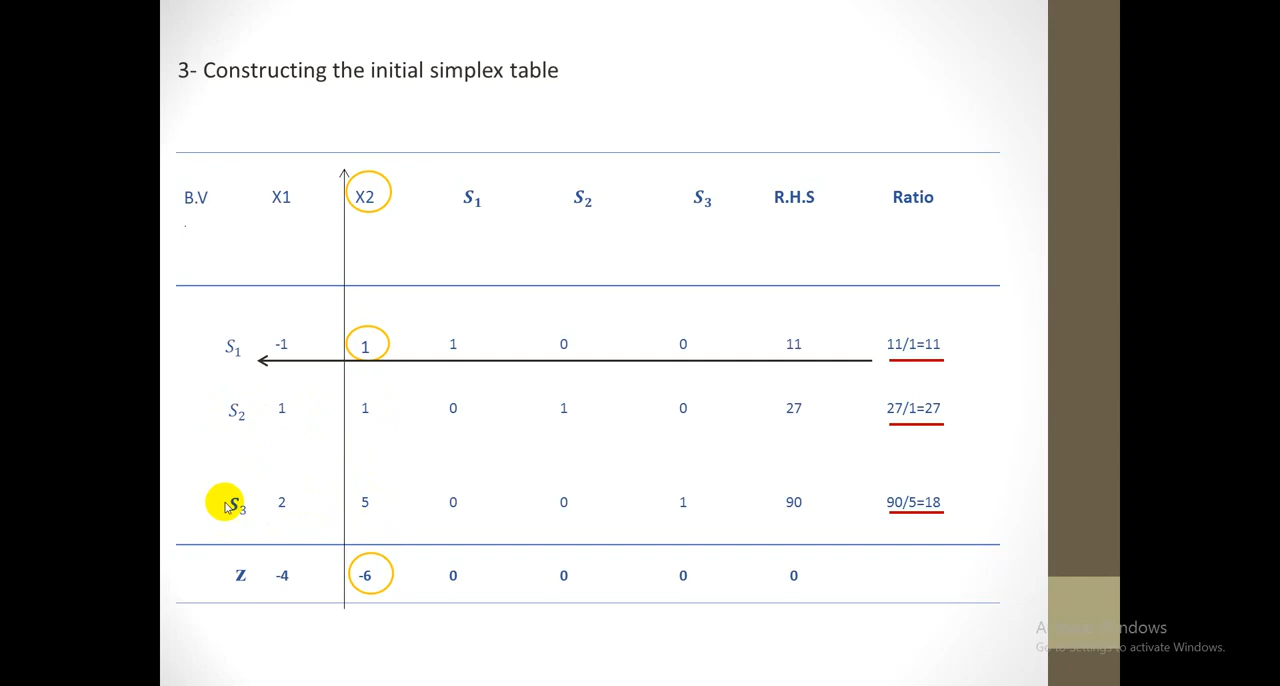 3- Constructing the initial simplex table
B.V X1 X2 S₁ S₂ S₃ R.H.S Ratio
.
S₁ -1 1 1 0 0 11 11/1=11
S₂ 1 1 0 1 0 27 27/1=27
S₃ 2 5 0 0 1 90 90/5=18
Z -4 -6 0 0 0 0
Activate Windows
Go to Settings to activate Windows.